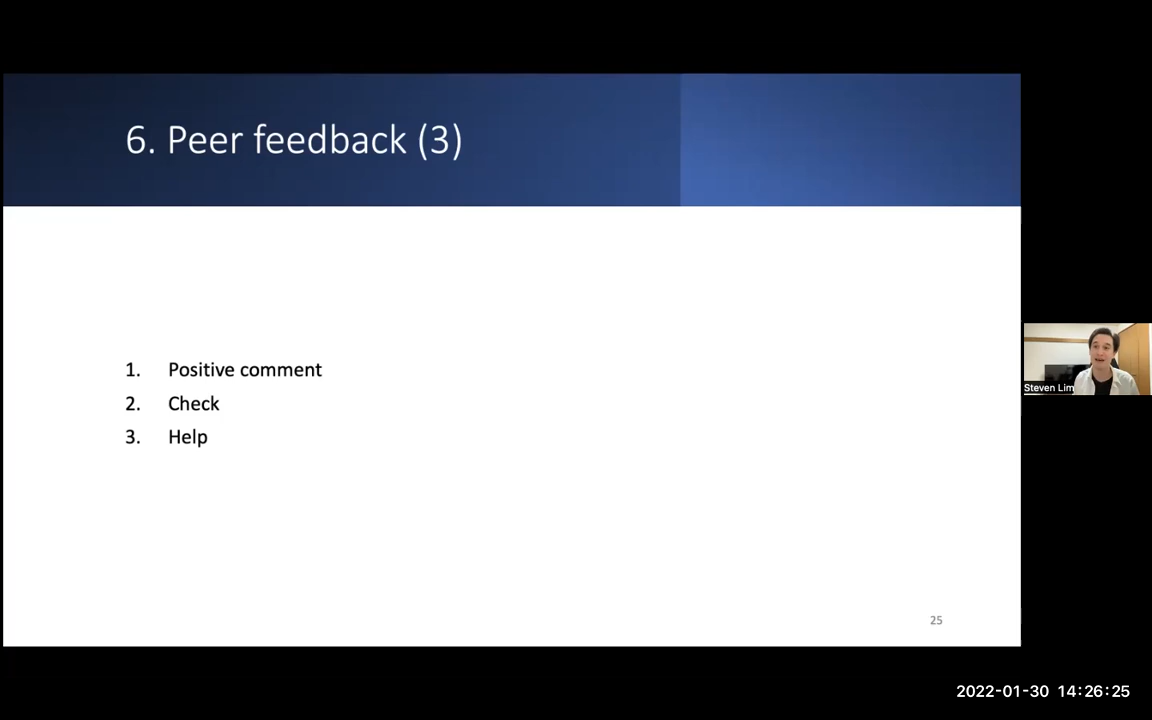 6. Peer feedback (3)
1. Positive comment
2. Check
3. Help
Steven Lim
25
2022-01-30 14:26:25